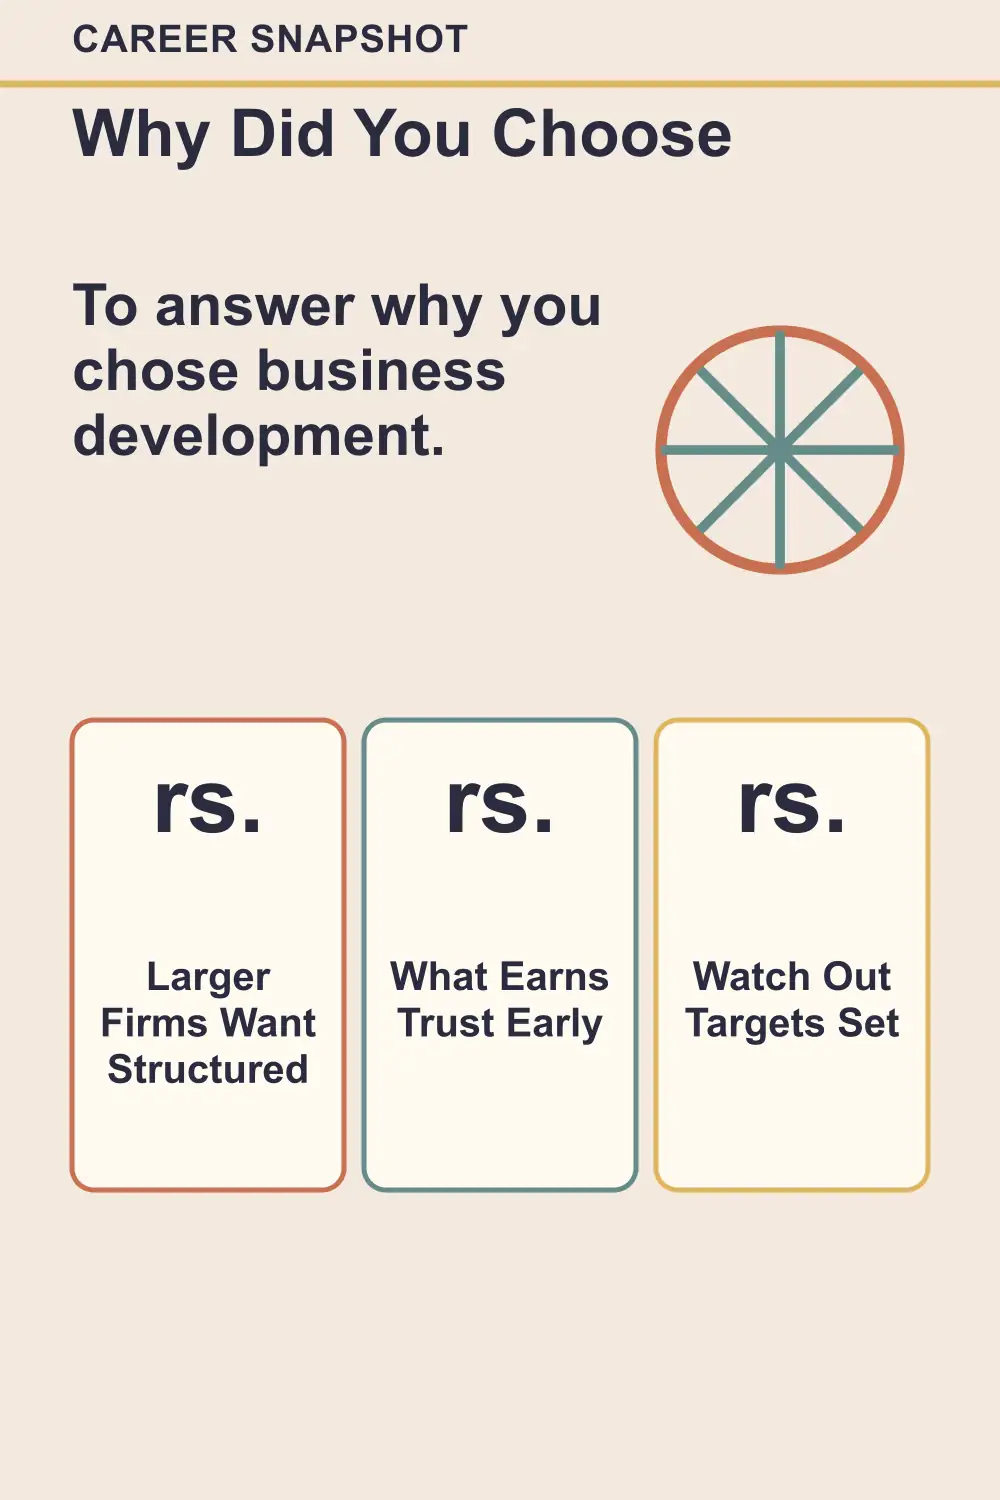 CAREER SNAPSHOT
Why Did You Choose
To answer why you
chose business
development.
rs.
Larger
Firms Want
Structured
rs.
What Earns
Trust Early
rs.
Watch Out
Targets Set